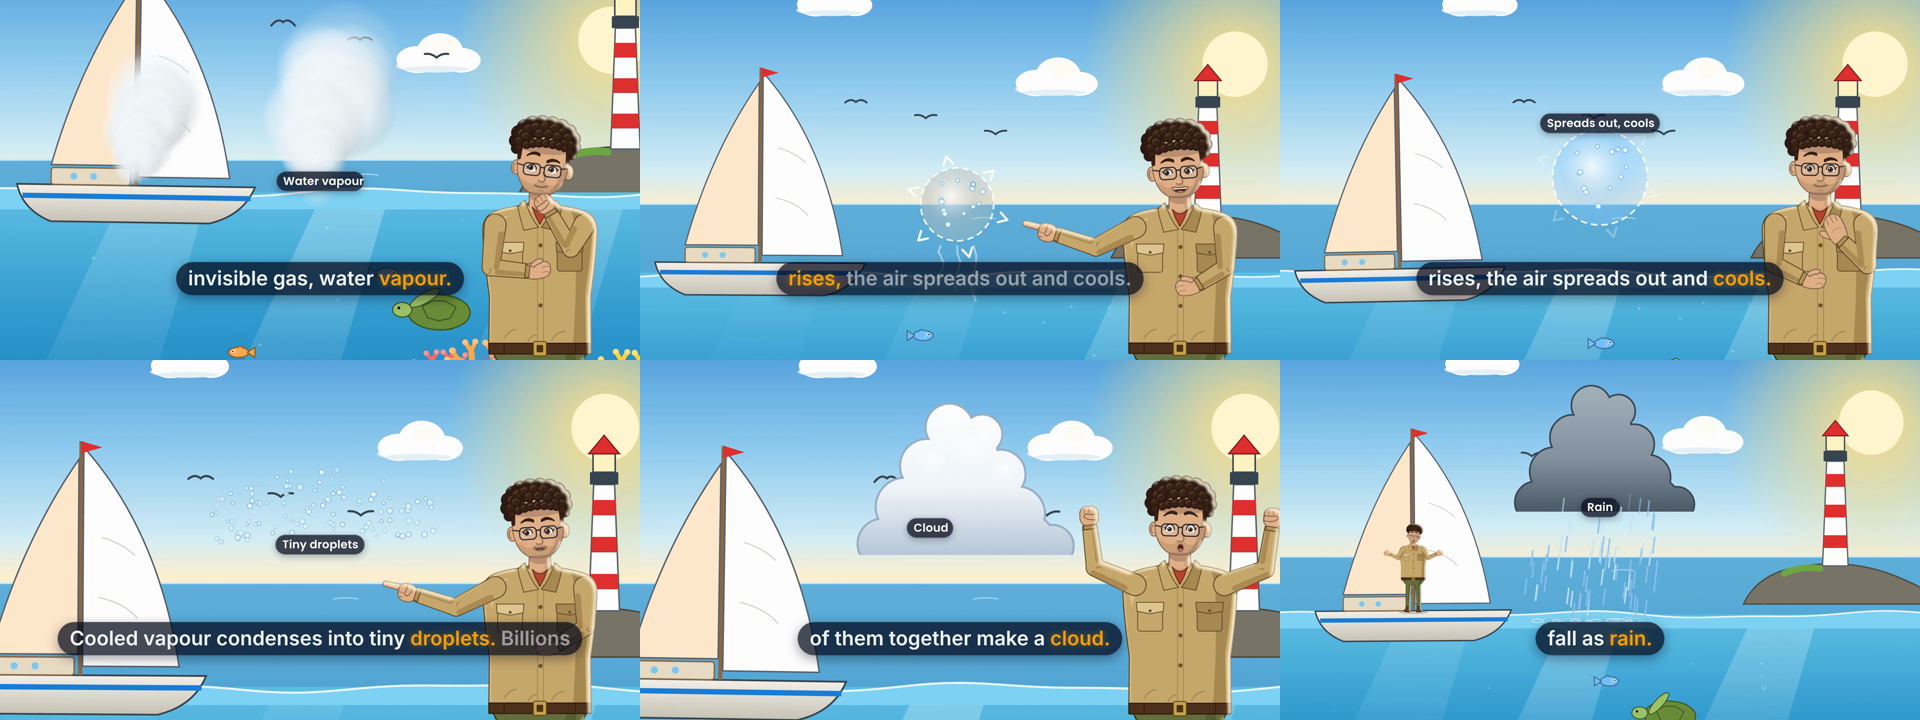 Water vapour
invisible gas, water vapour.
rises, the air spreads out and cools.
Spreads out, cools
rises, the air spreads out and cools.
Tiny droplets
Cooled vapour condenses into tiny droplets. Billions
Cloud
of them together make a cloud.
Rain
fall as rain.